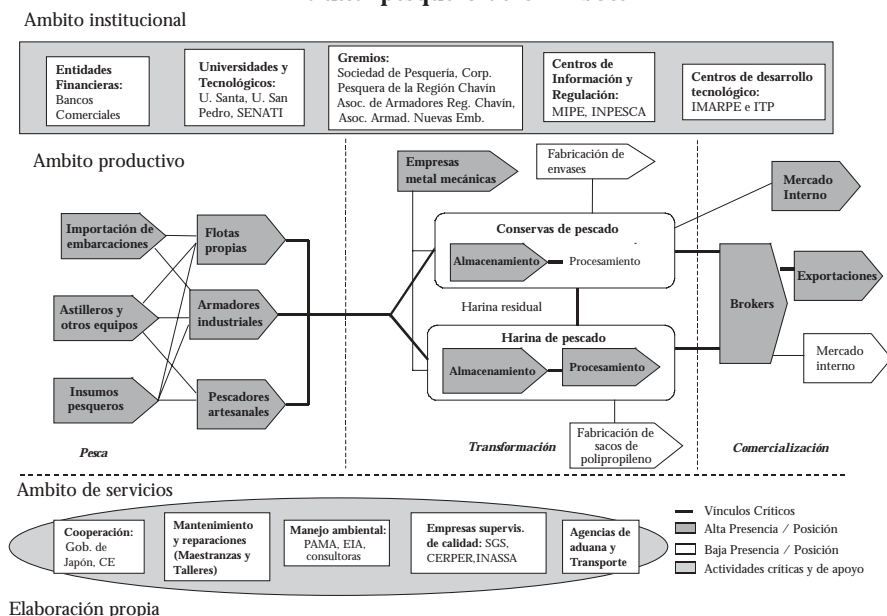 Ambito institucional
Entidades
Financieras:
Bancos
Comerciales
Universidades y
Tecnológicos:
U. Santa, U. San
Pedro, SENATI
Gremios:
Sociedad de Pesquería, Corp.
Pesquera de la Región Chavín
Asoc. de Armadores Reg. Chavín,
Asoc. Armad. Nuevas Emb.
Centros de
Información y
Regulación:
MIPE, INPESCA
Centros de desarrollo
tecnológico:
IMARPE e ITP
Ambito productivo
Importación de
embarcaciones
Astilleros y
otros equipos
Insumos
pesqueros
Flotas
propias
Armadores
industriales
Pescadores
artesanales
Pesca
Empresas
metal mecánicas
Fabricación de
envases
Conservas de pescado
Almacenamiento
Procesamiento
Harina residual
Harina de pescado
Almacenamiento
Procesamiento
Fabricación de
sacos de
polipropileno
Transformación
Mercado
Interno
Brokers
Exportaciones
Mercado
interno
Comercialización
Ambito de servicios
Cooperación:
Gob. de
Japón, CE
Mantenimiento
y reparaciones
(Maestranzas y
Talleres)
Manejo ambiental:
PAMA, EIA,
consultoras
Empresas supervis.
de calidad: SGS,
CERPER,INASSA
Agencias de
aduana y
Transporte
Vínculos Críticos
Alta Presencia / Posición
Baja Presencia / Posición
Actividades críticas y de apoyo
Elaboración propia